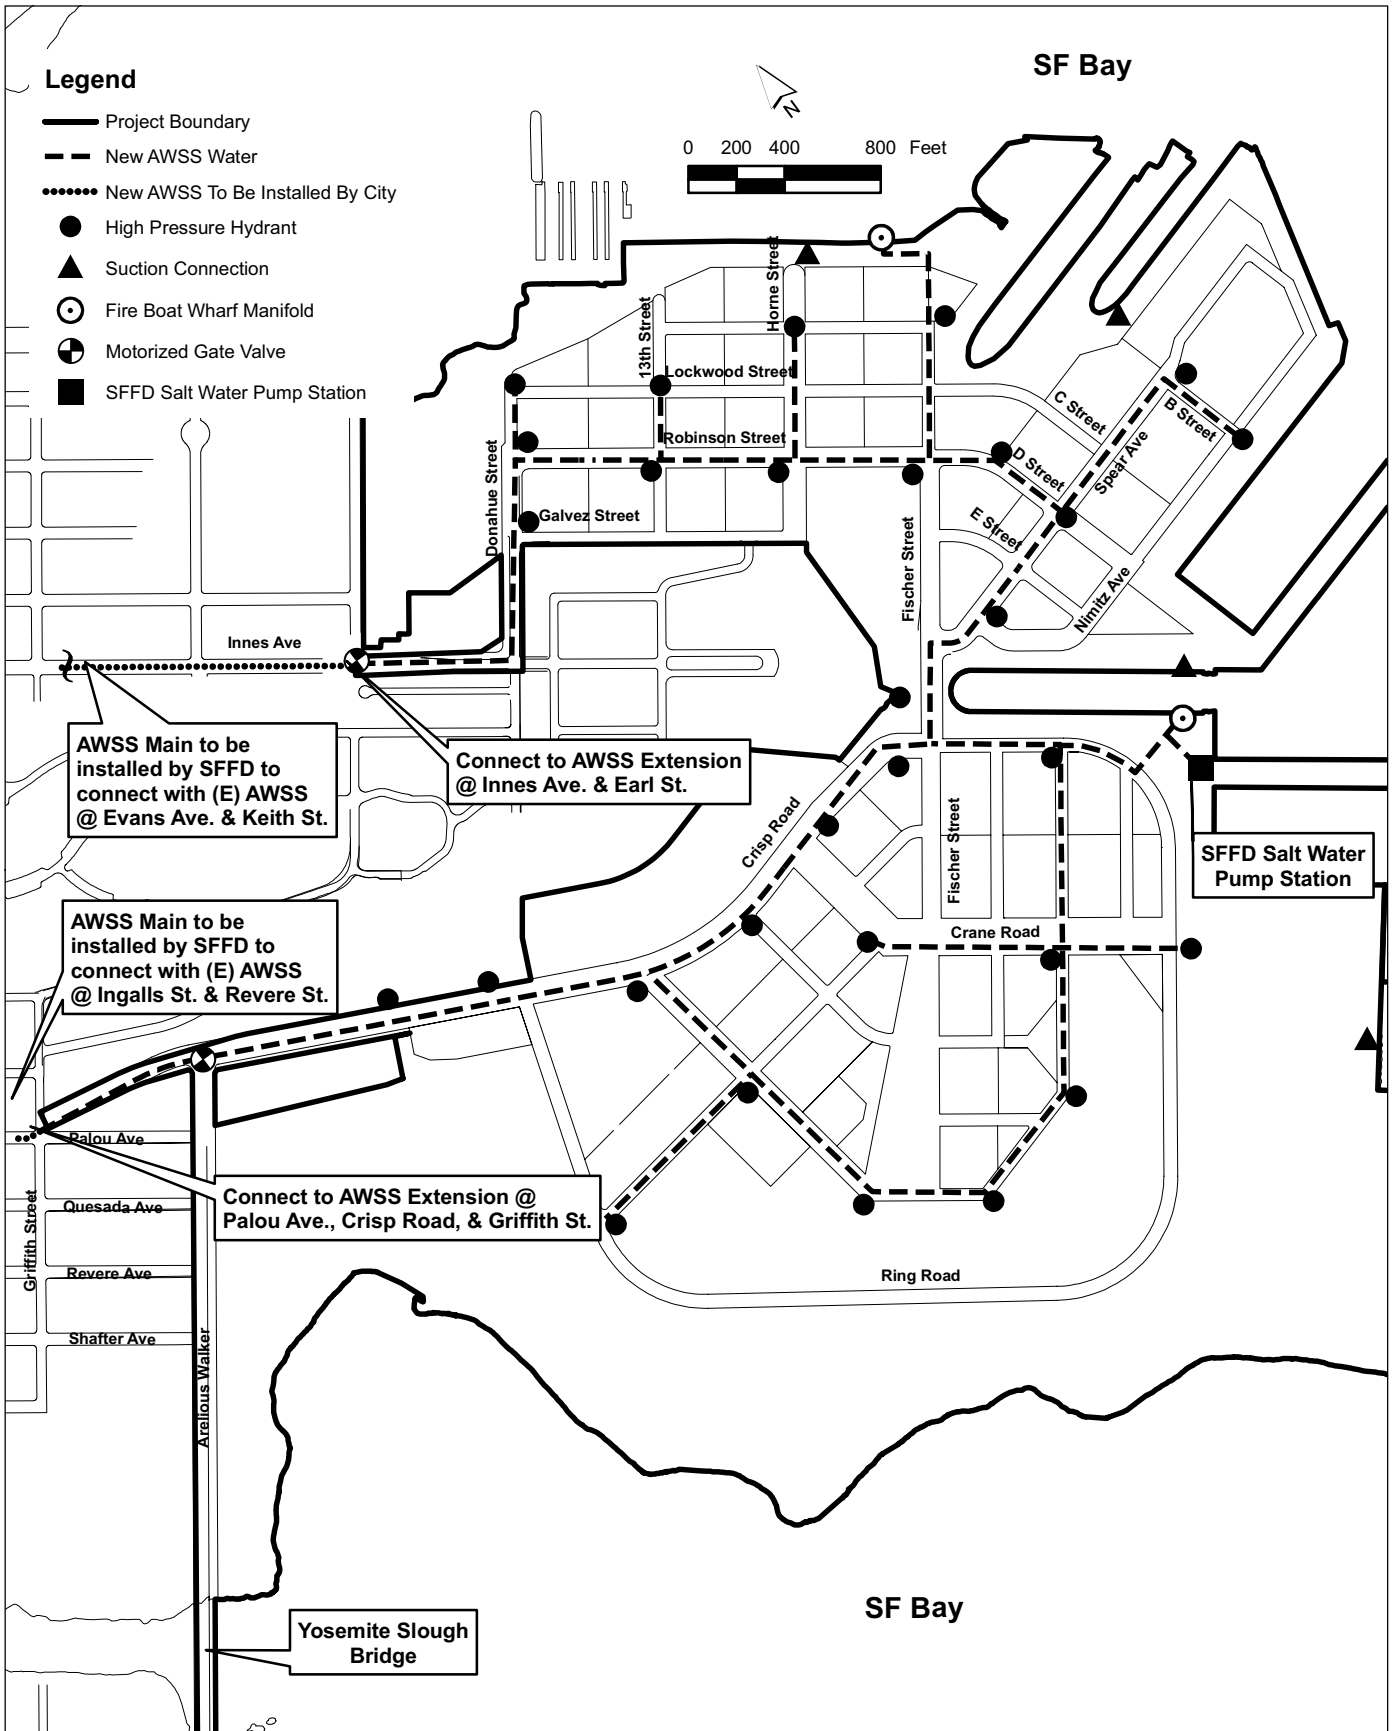 SF Bay
Legend
Project Boundary
New AWSS Water
New AWSS To Be Installed By City
High Pressure Hydrant
Suction Connection
Fire Boat Wharf Manifold
Motorized Gate Valve
SFFD Salt Water Pump Station
N
0 200 400 800 Feet
Horne Street
13th Street
Lockwood Street
Robinson Street
Donahue Street
Galvez Street
C Street
B Street
D Street
Spear Ave
E Street
Fischer Street
Nimitz Ave
Innes Ave
AWSS Main to be
installed by SFFD to
connect with (E) AWSS
@ Evans Ave. & Keith St.
Connect to AWSS Extension
@ Innes Ave. & Earl St.
Crisp Road
Fischer Street
SFFD Salt Water
Pump Station
AWSS Main to be
installed by SFFD to
connect with (E) AWSS
@ Ingalls St. & Revere St.
Crane Road
Palou Ave
Connect to AWSS Extension @
Palou Ave., Crisp Road, & Griffith St.
Quesada Ave
Griffith Street
Revere Ave
Ring Road
Shafter Ave
Arelious Walker
SF Bay
Yosemite Slough
Bridge